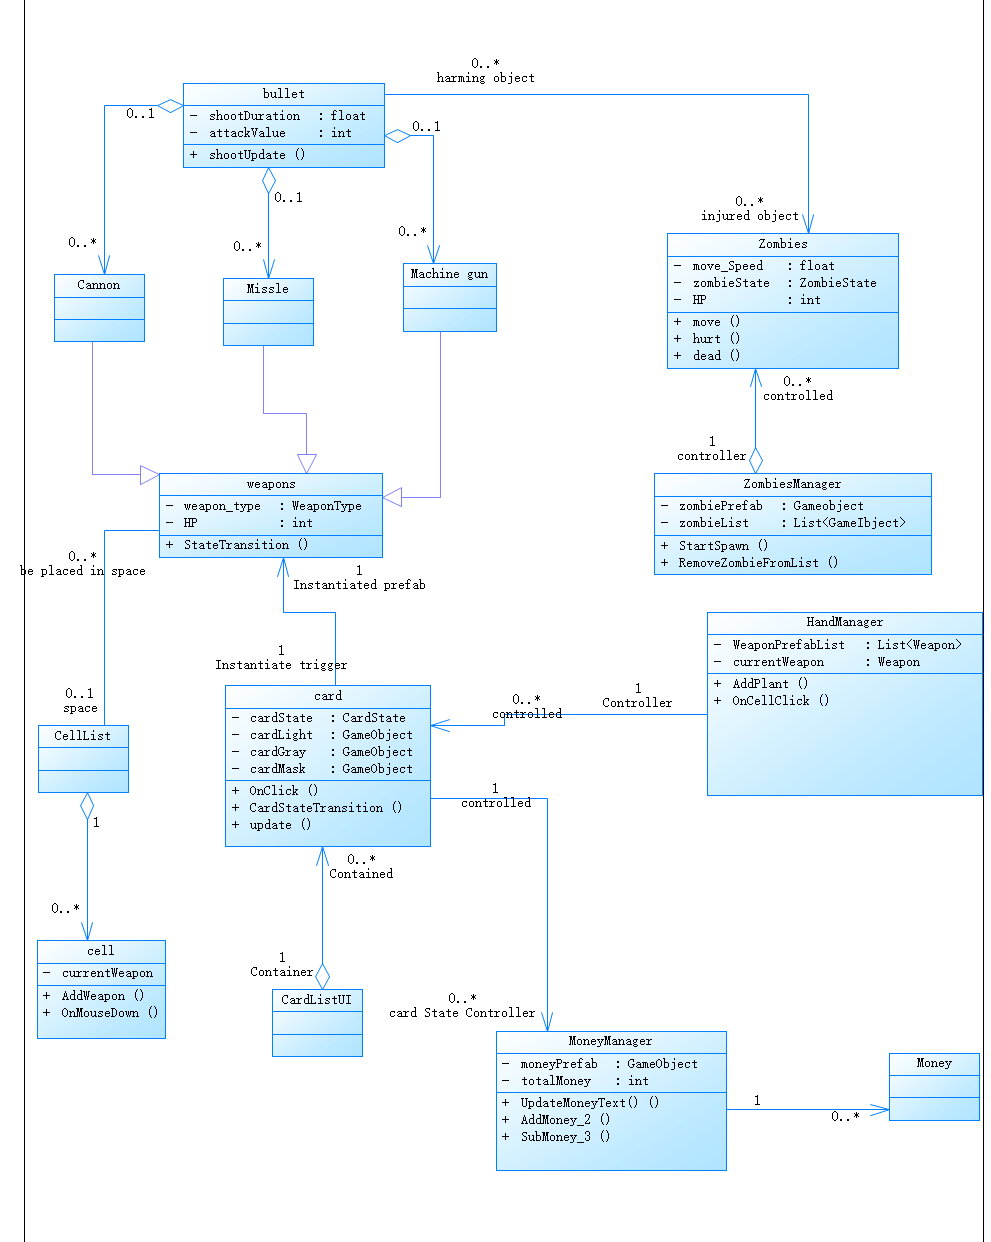 0..*
harming object
bullet
- shootDuration : float
- attackValue : int
+ shootUpdate ()
0..1
0..1
0..1
0..*
injured object
0..*
0..*
0..*
Zombies
- move_Speed : float
- zombieState : ZombieState
- HP : int
+ move ()
+ hurt ()
+ dead ()
Cannon
Missle
Machine gun
0..*
controlled
1
controller
weapons
- weapon_type : WeaponType
- HP : int
+ StateTransition ()
ZombiesManager
- zombiePrefab : Gameobject
- zombieList : List<GameIbject>
+ StartSpawn ()
+ RemoveZombieFromList ()
0..*
be placed in space
1
Instantiated prefab
HandManager
- WeaponPrefabList : List<Weapon>
- currentWeapon : Weapon
+ AddPlant ()
+ OnCellClick ()
1
Instantiate trigger
0..1
space
0..*
controlled
1
Controller
card
- cardState : CardState
- cardLight : GameObject
- cardGray : GameObject
- cardMask : GameObject
+ OnClick ()
+ CardStateTransition ()
+ update ()
CellList
1
controlled
1
0..*
Contained
0..*
cell
- currentWeapon
+ AddWeapon ()
+ OnMouseDown ()
1
Container
CardListUI
0..*
card State Controller
MoneyManager
- moneyPrefab : GameObject
- totalMoney : int
+ UpdateMoneyText() ()
+ AddMoney_2 ()
+ SubMoney_3 ()
1
0..*
Money